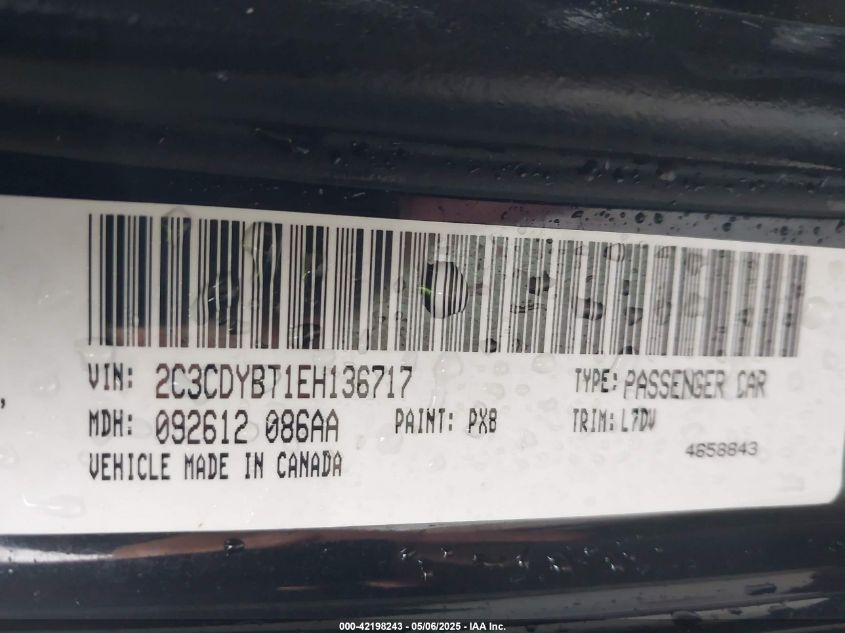 VIN: 2C3CDYBT1EH136717 TYPE: PASSENGER CAR
MDH: 092612 086AA PAINT: PX8 TRIM: L7DV
VEHICLE MADE IN CANADA 4658843
000-42198243 - 05/06/2025 - IAA Inc.